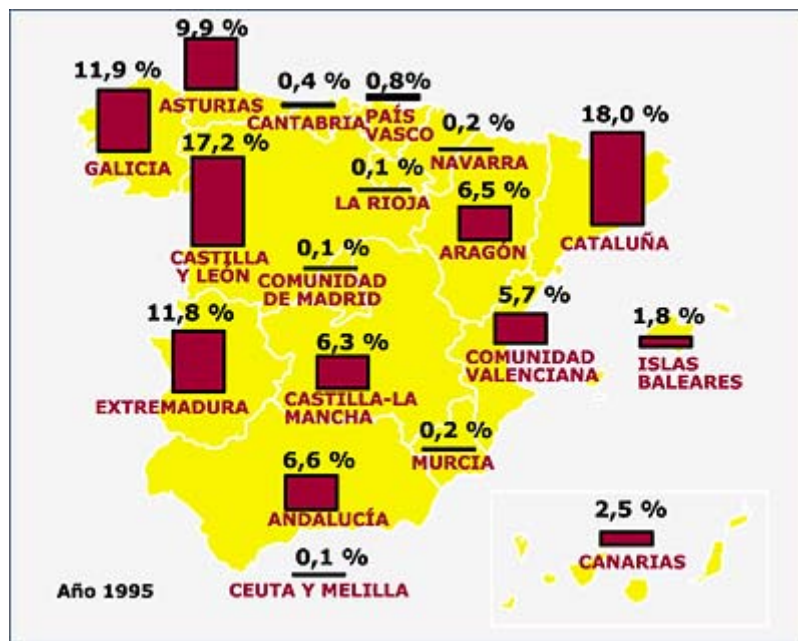 9,9 %
ASTURIAS
11,9 %
GALICIA
0,4 %
CANTABRIA
0,8%
PAÍS
VASCO
0,2 %
NAVARRA
18,0 %
CATALUÑA
17,2 %
CASTILLA
Y LEÓN
0,1 %
LA RIOJA
6,5 %
ARAGÓN
0,1 %
COMUNIDAD
DE MADRID
5,7 %
COMUNIDAD
VALENCIANA
1,8 %
ISLAS
BALEARES
11,8 %
EXTREMADURA
6,3 %
CASTILLA-LA
MANCHA
0,2 %
MURCIA
6,6 %
ANDALUCÍA
2,5 %
CANARIAS
0,1 %
CEUTA Y MELILLA
Año 1995